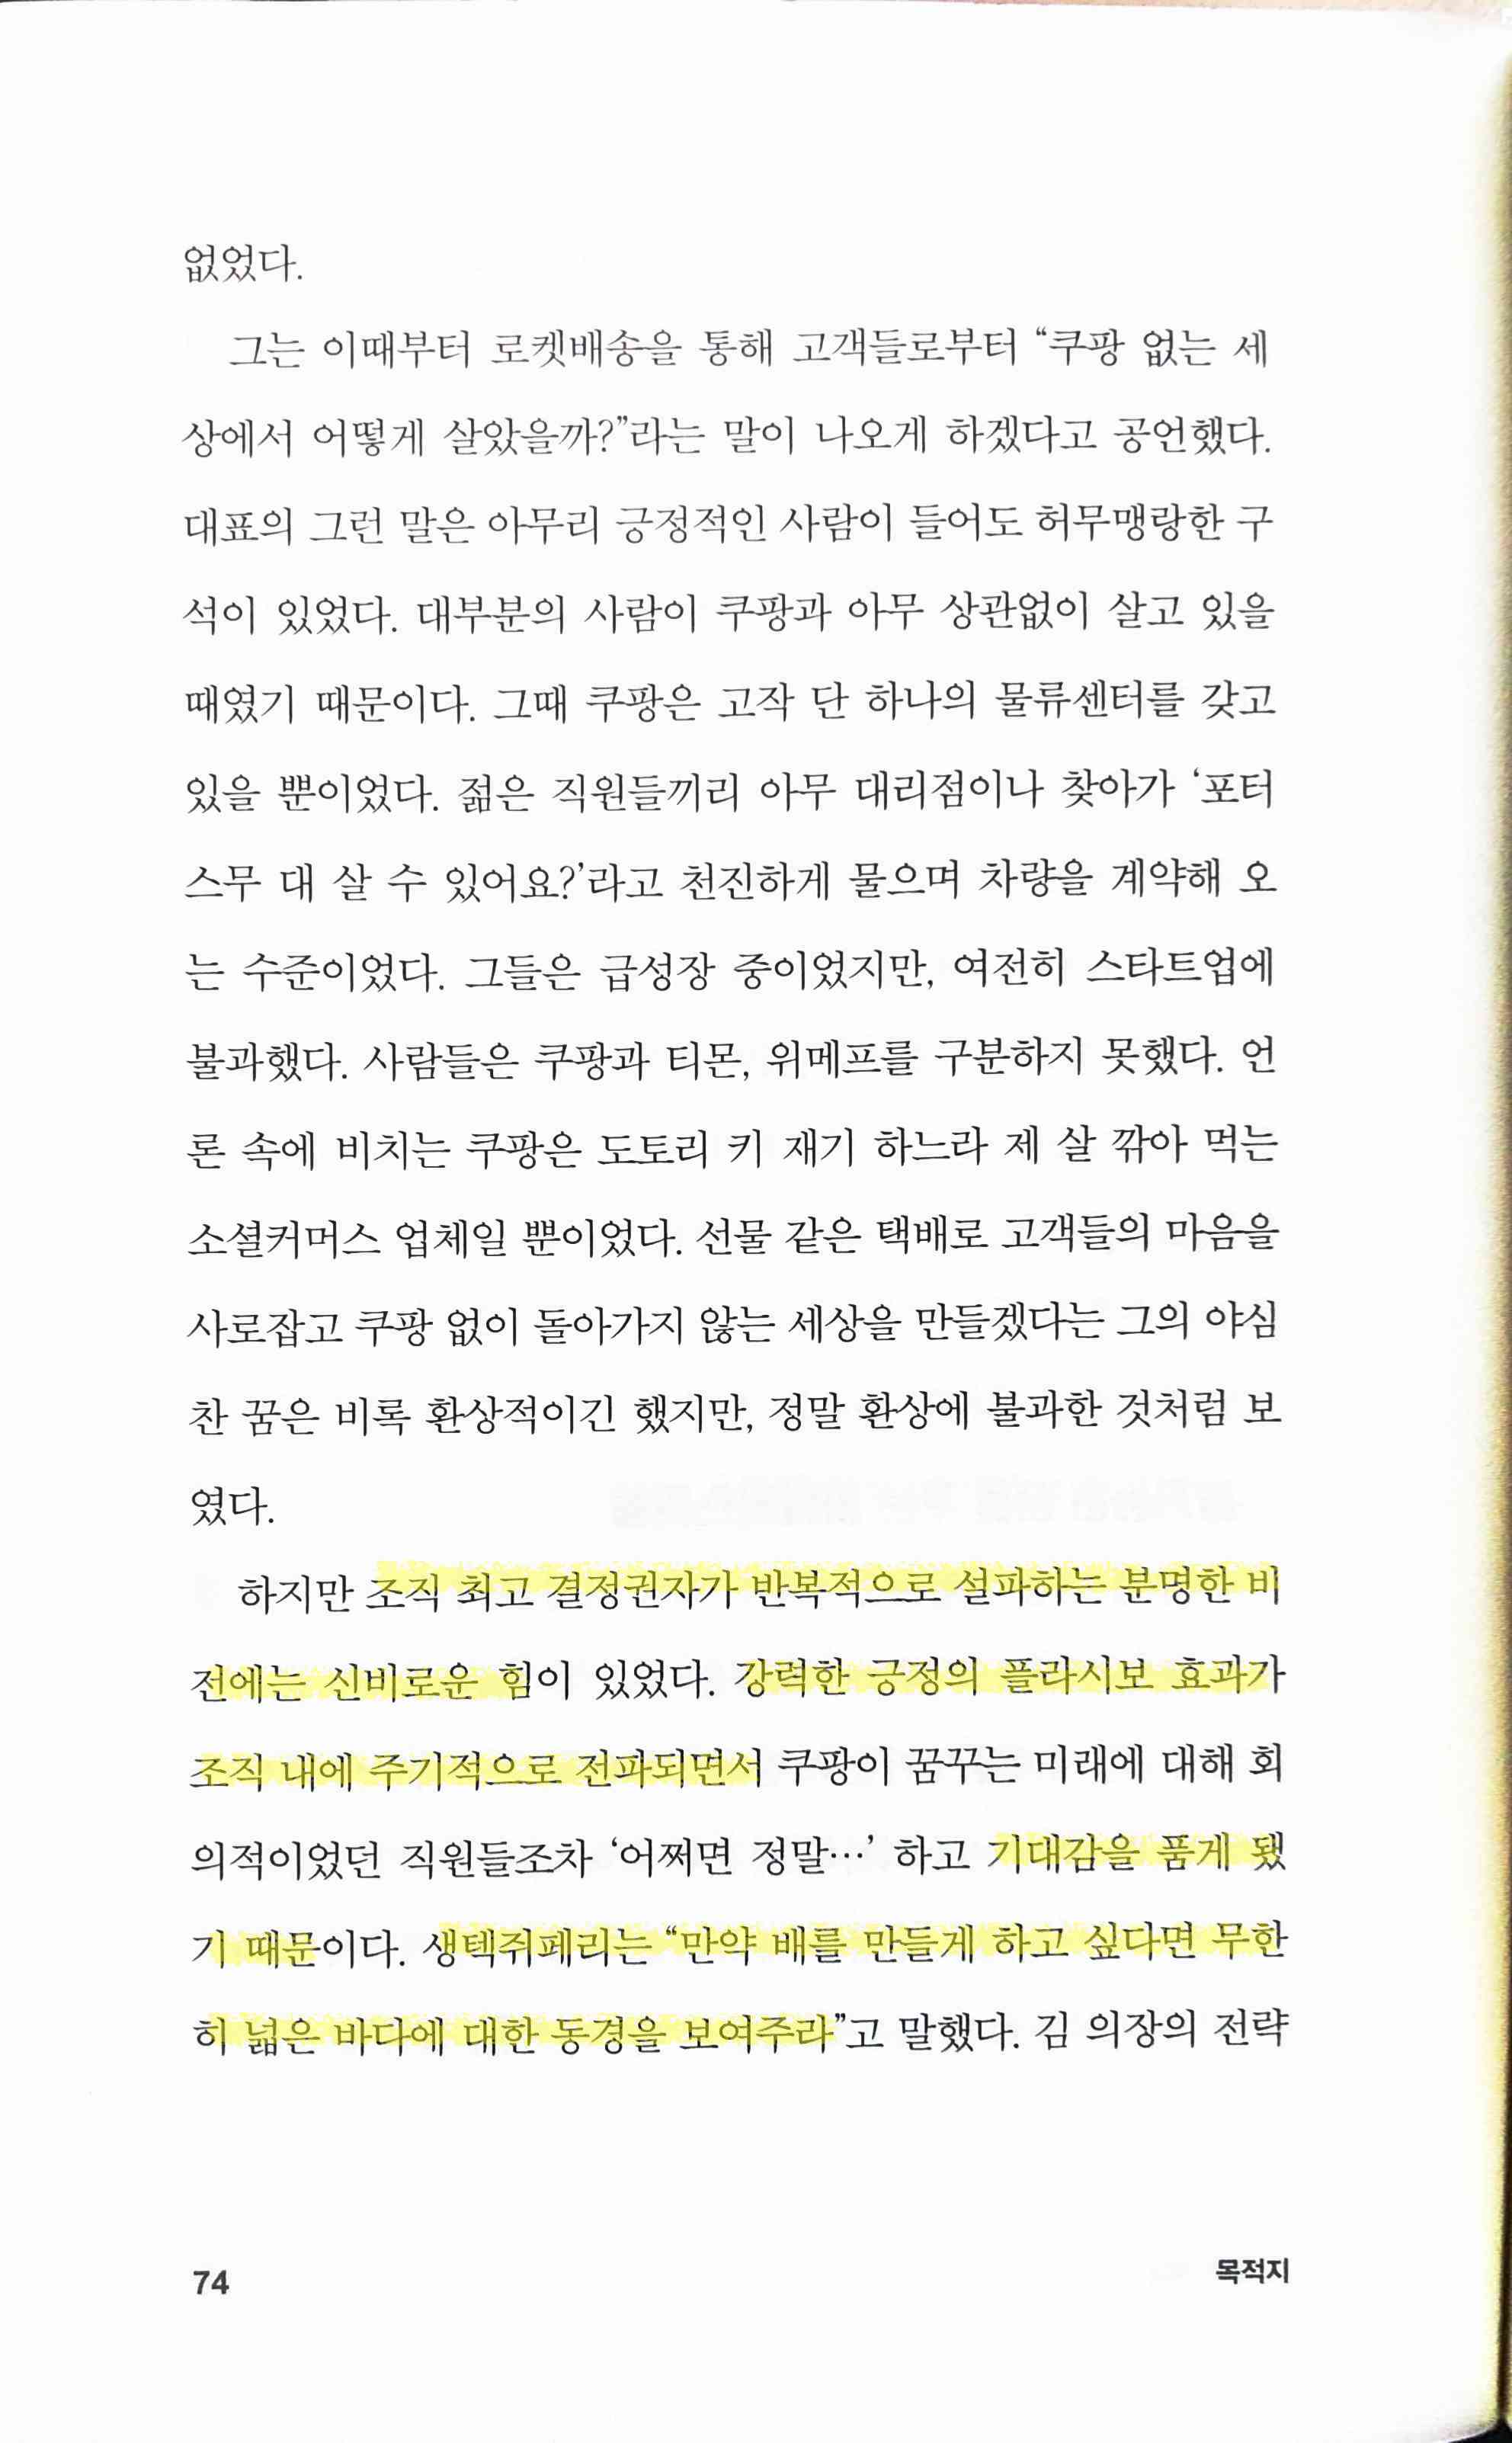 없었다.
그는 이때부터 로켓배송을 통해 고객들로부터 “쿠팡 없는 세
상에서 어떻게 살았을까?”라는 말이 나오게 하겠다고 공언했다.
대표의 그런 말은 아무리 긍정적인 사람이 들어도 허무맹랑한 구
석이 있었다. 대부분의 사람이 쿠팡과 아무 상관없이 살고 있을
때였기 때문이다. 그때 쿠팡은 고작 단 하나의 물류센터를 갖고
있을 뿐이었다. 젊은 직원들끼리 아무 대리점이나 찾아가 ‘포터
스무 대 살 수 있어요?’라고 천진하게 물으며 차량을 계약해 오
는 수준이었다. 그들은 급성장 중이었지만, 여전히 스타트업에
불과했다. 사람들은 쿠팡과 티몬, 위메프를 구분하지 못했다. 언
론 속에 비치는 쿠팡은 도토리 키 재기 하느라 제 살 깎아 먹는
소셜커머스 업체일 뿐이었다. 선물 같은 택배로 고객들의 마음을
사로잡고 쿠팡 없이 돌아가지 않는 세상을 만들겠다는 그의 야심
찬 꿈은 비록 환상적이긴 했지만, 정말 환상에 불과한 것처럼 보
였다.
하지만 조직 최고 결정권자가 반복적으로 설파하는 분명한 비
전에는 신비로운 힘이 있었다. 강력한 긍정의 플라시보 효과가
조직 내에 주기적으로 전파되면서 쿠팡이 꿈꾸는 미래에 대해 회
의적이었던 직원들조차 ‘어쩌면 정말…’ 하고 기대감을 품게 됐
기 때문이다. 생텍쥐페리는 “만약 배를 만들게 하고 싶다면 무한
히 넓은 바다에 대한 동경을 보여주라”고 말했다. 김 의장의 전략
74
목적지